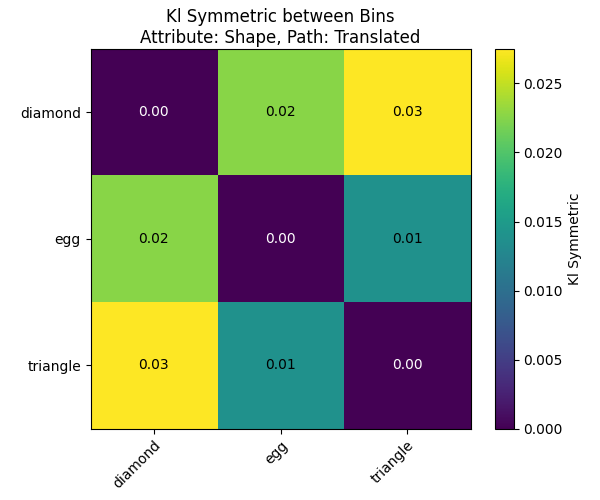 Kl Symmetric between Bins
Attribute: Shape, Path: Translated
diamond
0.00
0.02
0.03
egg
0.02
0.00
0.01
triangle
0.03
0.01
0.00
diamond
egg
triangle
0.025
0.020
0.015
0.010
0.005
0.000
Kl Symmetric